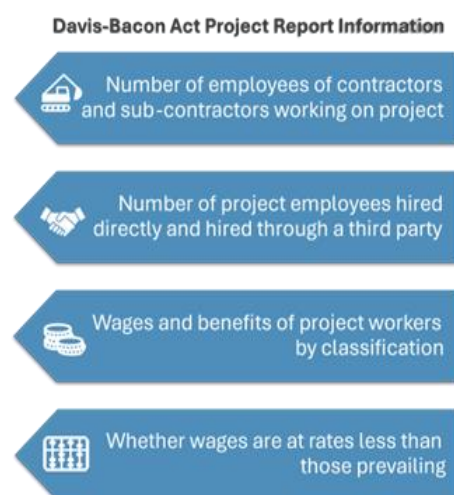 Davis-Bacon Act Project Report Information
Number of employees of contractors
and sub-contractors working on project
Number of project employees hired
directly and hired through a third party
Wages and benefits of project workers
by classification
Whether wages are at rates less than
those prevailing